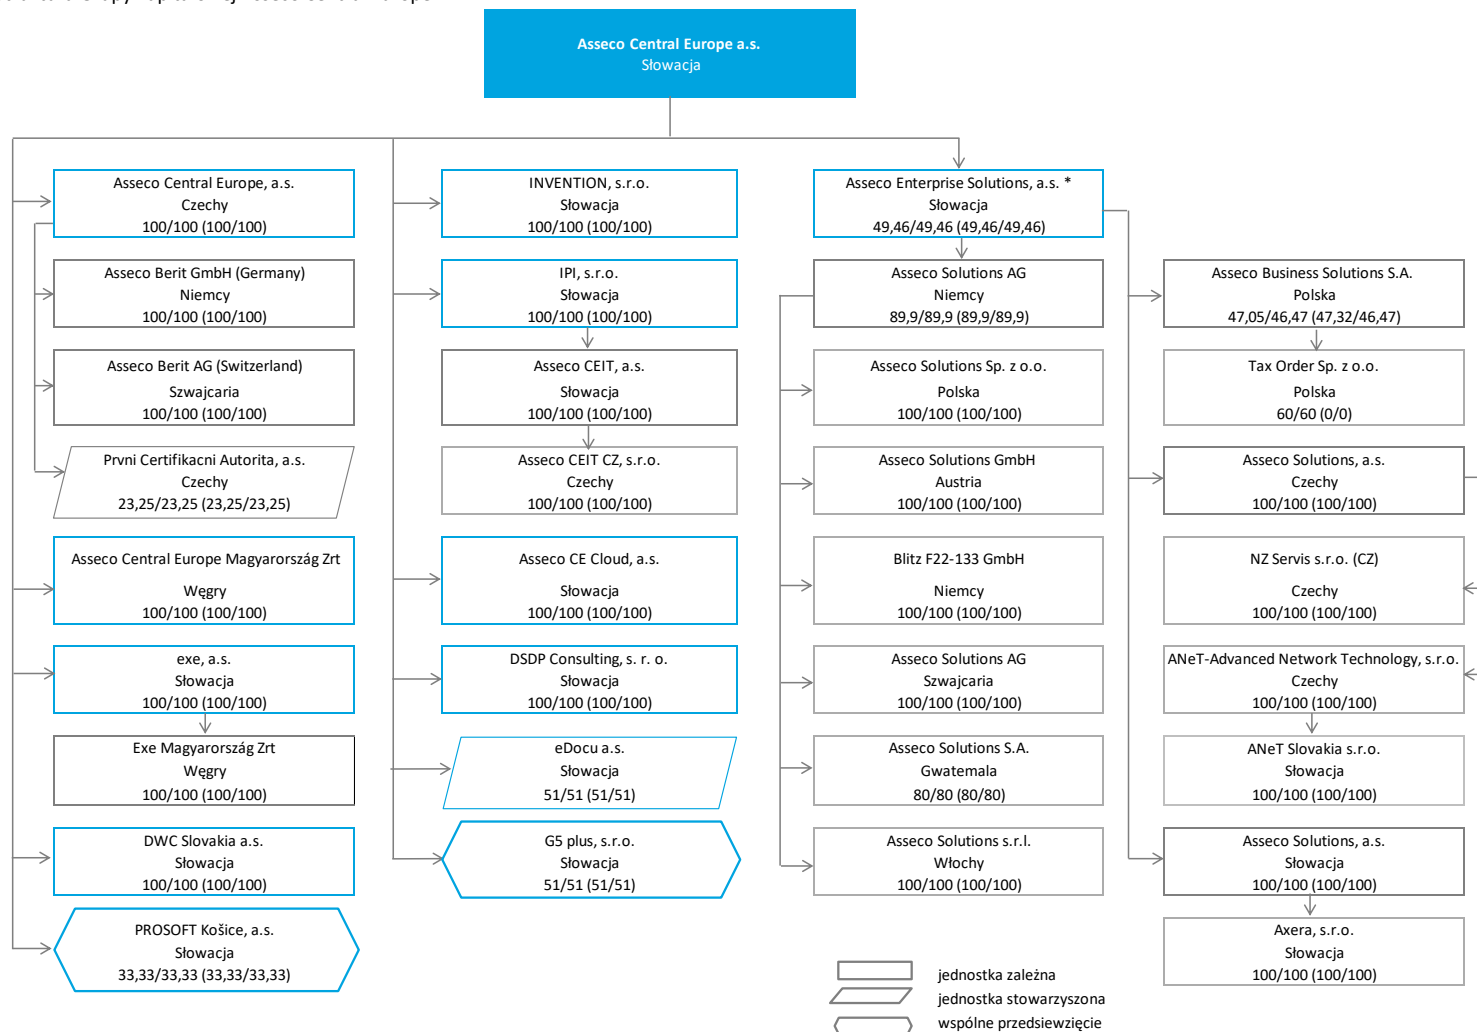 Asseco Central Europe a.s.
Słowacja
Asseco Central Europe, a.s.
Czechy
100/100 (100/100)
Asseco Berit GmbH (Germany)
Niemcy
100/100 (100/100)
Asseco Berit AG (Switzerland)
Szwajcaria
100/100 (100/100)
Prvni Certifikacni Autorita, a.s.
Czechy
23,25/23,25 (23,25/23,25)
Asseco Central Europe Magyarország Zrt
Węgry
100/100 (100/100)
exe, a.s.
Słowacja
100/100 (100/100)
Exe Magyarország Zrt
Węgry
100/100 (100/100)
DWC Slovakia a.s.
Słowacja
100/100 (100/100)
PROSOFT Košice, a.s.
Słowacja
33,33/33,33 (33,33/33,33)
INVENTION, s.r.o.
Słowacja
100/100 (100/100)
IPI, s.r.o.
Słowacja
100/100 (100/100)
Asseco CEIT, a.s.
Słowacja
100/100 (100/100)
Asseco CEIT CZ, s.r.o.
Czechy
100/100 (100/100)
Asseco CE Cloud, a.s.
Słowacja
100/100 (100/100)
DSDP Consulting, s. r. o.
Słowacja
100/100 (100/100)
eDocu a.s.
Słowacja
51/51 (51/51)
G5 plus, s.r.o.
Słowacja
51/51 (51/51)
Asseco Enterprise Solutions, a.s. *
Słowacja
49,46/49,46 (49,46/49,46)
Asseco Solutions AG
Niemcy
89,9/89,9 (89,9/89,9)
Asseco Solutions Sp. z o.o.
Polska
100/100 (100/100)
Asseco Solutions GmbH
Austria
100/100 (100/100)
Blitz F22-133 GmbH
Niemcy
100/100 (100/100)
Asseco Solutions AG
Szwajcaria
100/100 (100/100)
Asseco Solutions S.A.
Gwatemala
80/80 (80/80)
Asseco Solutions s.r.l.
Włochy
100/100 (100/100)
Asseco Business Solutions S.A.
Polska
47,05/46,47 (47,32/46,47)
Tax Order Sp. z o.o.
Polska
60/60 (0/0)
Asseco Solutions, a.s.
Czechy
100/100 (100/100)
NZ Servis s.r.o. (CZ)
Czechy
100/100 (100/100)
ANeT-Advanced Network Technology, s.r.o.
Czechy
100/100 (100/100)
ANeT Slovakia s.r.o.
Słowacja
100/100 (100/100)
Asseco Solutions, a.s.
Słowacja
100/100 (100/100)
Axera, s.r.o.
Słowacja
100/100 (100/100)
jednostka zależna
jednostka stowarzyszona
wspólne przedsiewzięcie